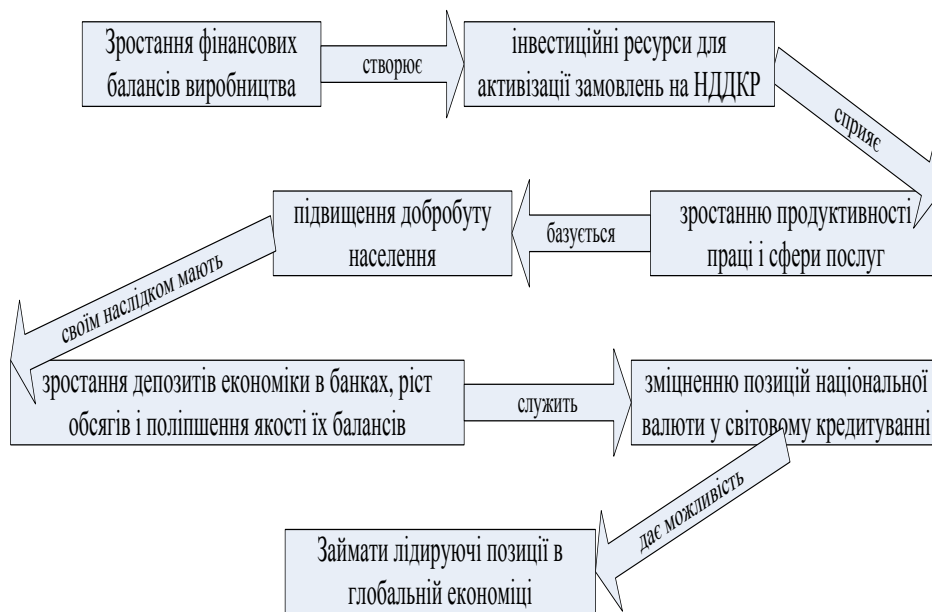 Зростання фінансових
балансів виробництва
створює
інвестиційні ресурси для
активізації замовлень на НДДКР
сприяє
зростанню продуктивності
праці і сфери послуг
базується
підвищення добробуту
населення
своїм наслідком мають
зростання депозитів економіки в банках, ріст
обсягів і поліпшення якості їх балансів
служить
зміцненню позицій національної
валюти у світовому кредитуванні
дає можливість
Займати лідируючі позиції в
глобальній економіці